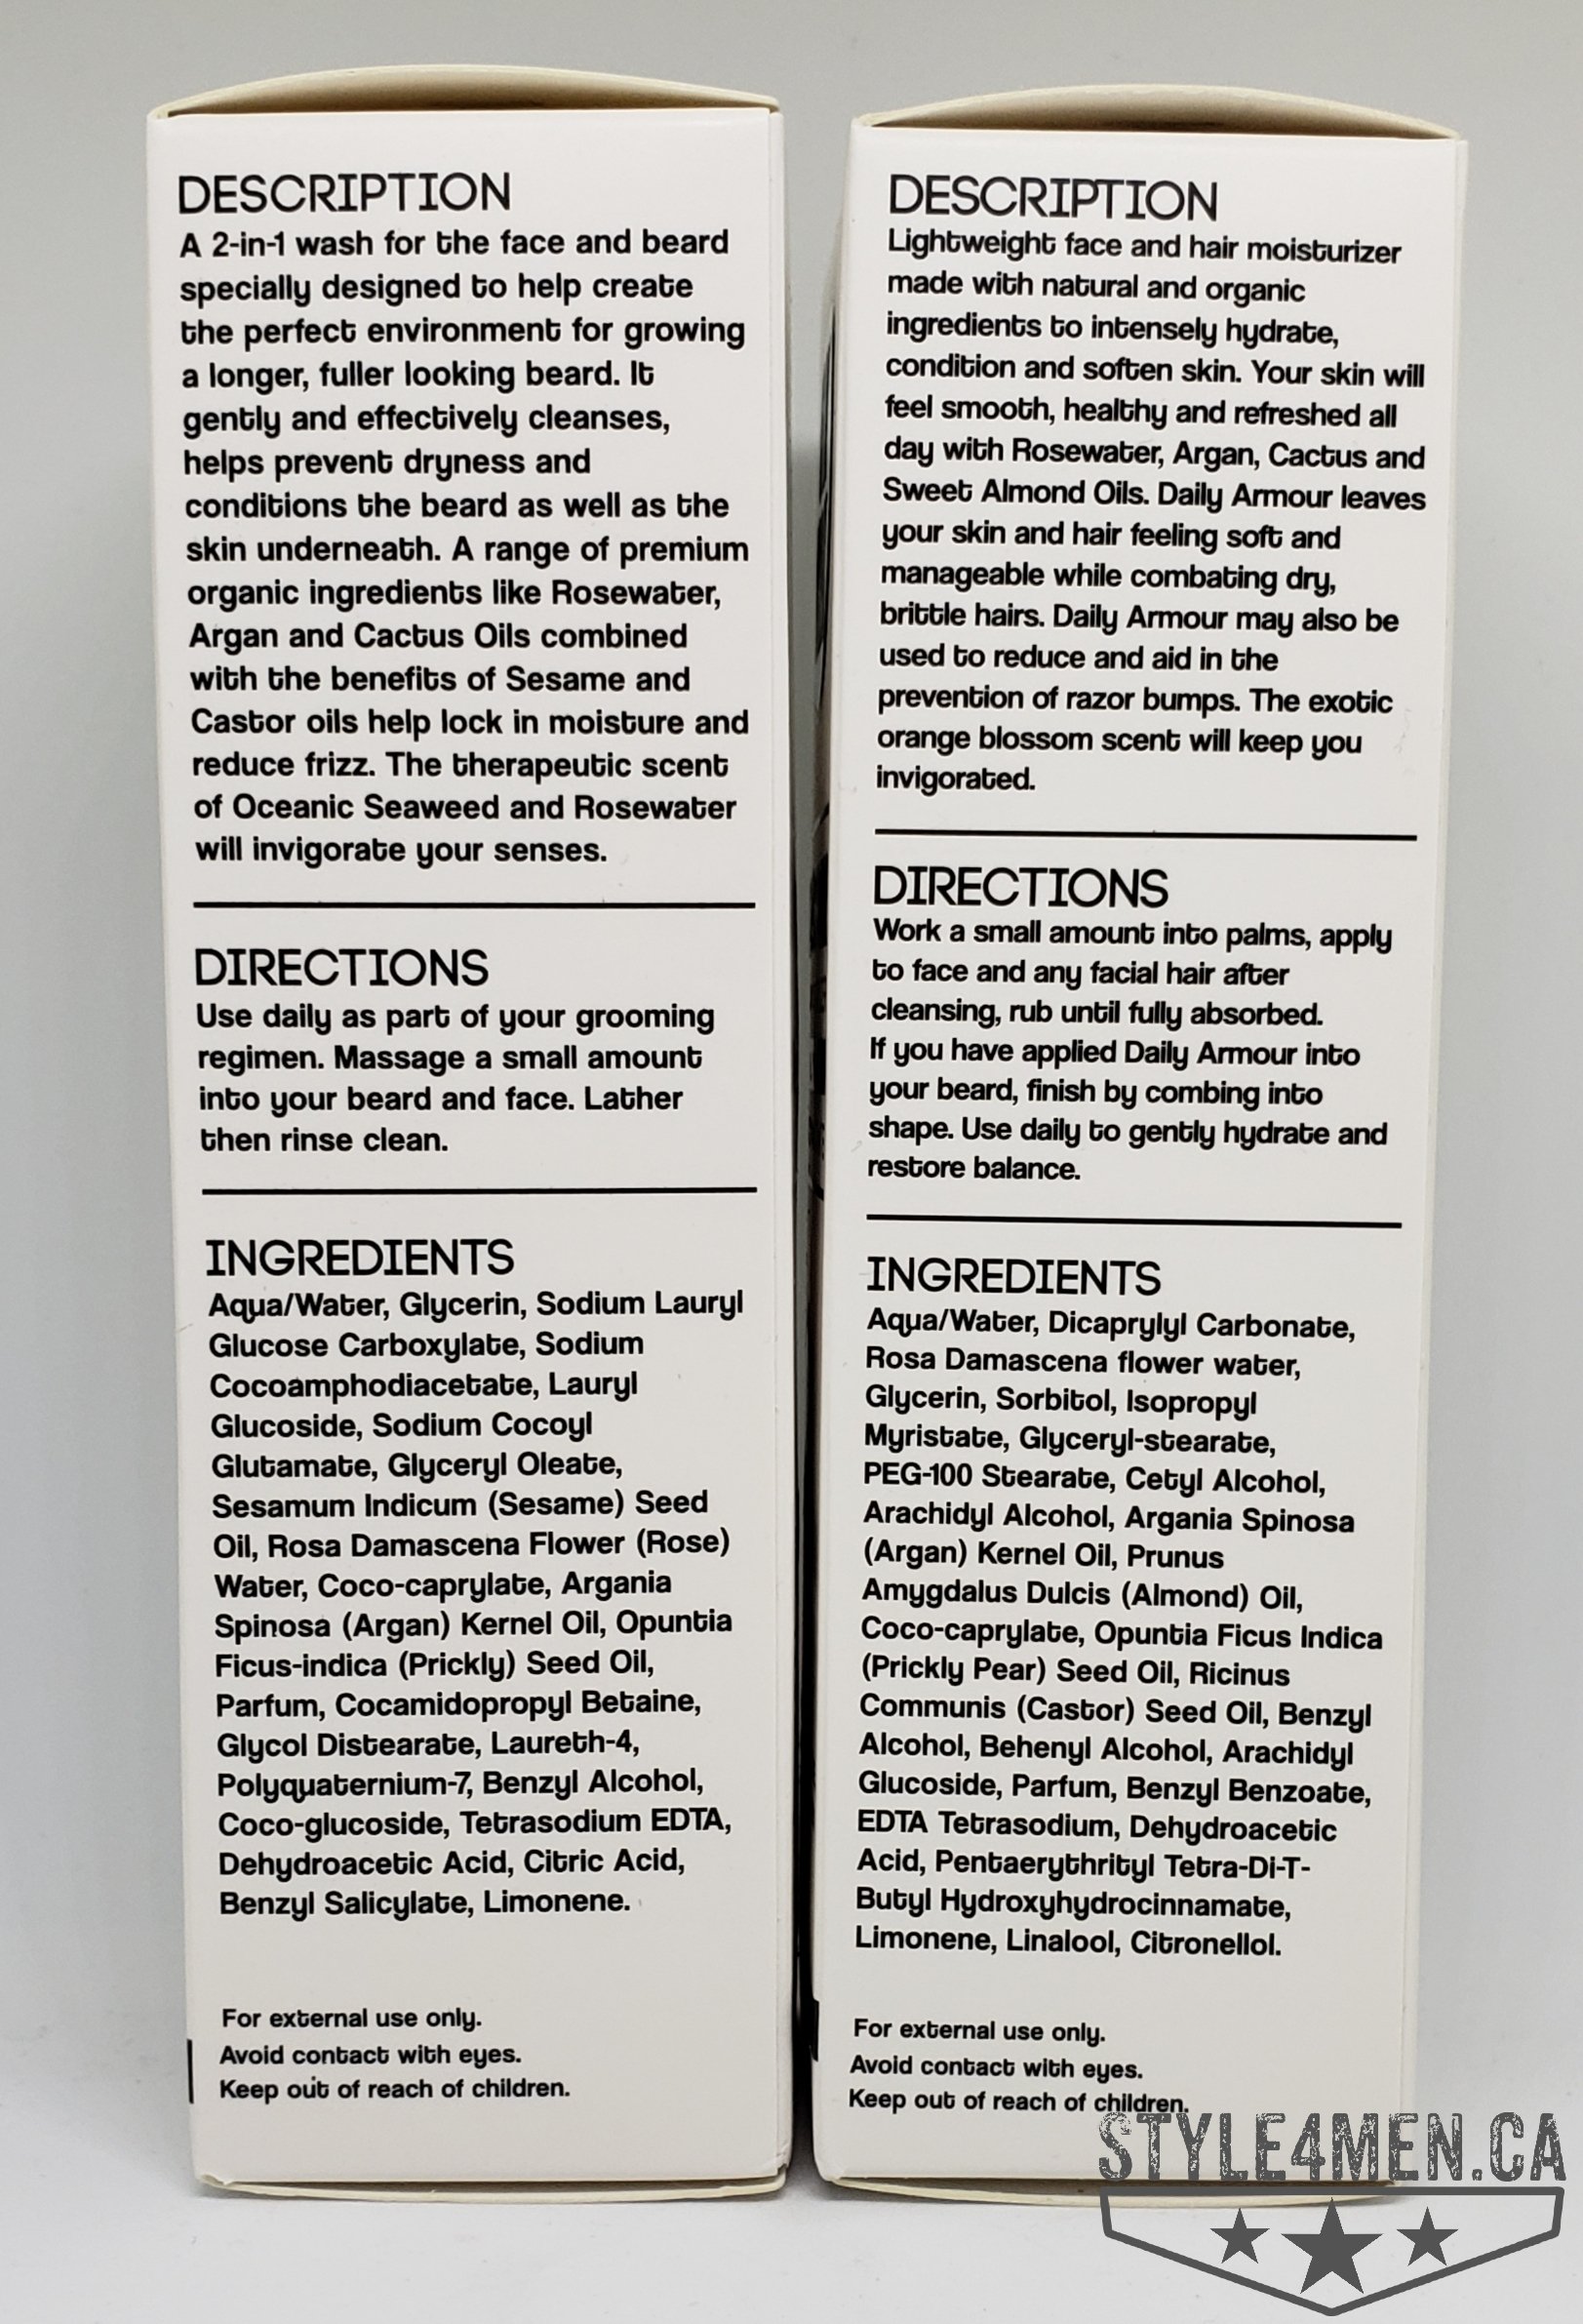 DESCRIPTION
A 2-in-1 wash for the face and beard
specially designed to help create
the perfect environment for growing
a longer, fuller looking beard. It
gently and effectively cleanses,
helps prevent dryness and
conditions the beard as well as the
skin underneath. A range of premium
organic ingredients like Rosewater,
Argan and Cactus Oils combined
with the benefits of Sesame and
Castor oils help lock in moisture and
reduce frizz. The therapeutic scent
of Oceanic Seaweed and Rosewater
will invigorate your senses.
DIRECTIONS
Use daily as part of your grooming
regimen. Massage a small amount
into your beard and face. Lather
then rinse clean.
INGREDIENTS
Aqua/Water, Glycerin, Sodium Lauryl
Glucose Carboxylate, Sodium
Cocoamphodiacetate, Lauryl
Glucoside, Sodium Cocoyl
Glutamate, Glyceryl Oleate,
Sesamum Indicum (Sesame) Seed
Oil, Rosa Damascena Flower (Rose)
Water, Coco-caprylate, Argania
Spinosa (Argan) Kernel Oil, Opuntia
Ficus-indica (Prickly) Seed Oil,
Parfum, Cocamidopropyl Betaine,
Glycol Distearate, Laureth-4,
Polyquaternium-7, Benzyl Alcohol,
Coco-glucoside, Tetrasodium EDTA,
Dehydroacetic Acid, Citric Acid,
Benzyl Salicylate, Limonene.
For external use only.
Avoid contact with eyes.
Keep out of reach of children.
DESCRIPTION
Lightweight face and hair moisturizer
made with natural and organic
ingredients to intensely hydrate,
condition and soften skin. Your skin will
feel smooth, healthy and refreshed all
day with Rosewater, Argan, Cactus and
Sweet Almond Oils. Daily Armour leaves
your skin and hair feeling soft and
manageable while combating dry,
brittle hairs. Daily Armour may also be
used to reduce and aid in the
prevention of razor bumps. The exotic
orange blossom scent will keep you
invigorated.
DIRECTIONS
Work a small amount into palms, apply
to face and any facial hair after
cleansing, rub until fully absorbed.
If you have applied Daily Armour into
your beard, finish by combing into
shape. Use daily to gently hydrate and
restore balance.
INGREDIENTS
Aqua/Water, Dicaprylyl Carbonate,
Rosa Damascena flower water,
Glycerin, Sorbitol, Isopropyl
Myristate, Glyceryl-stearate,
PEG-100 Stearate, Cetyl Alcohol,
Arachidyl Alcohol, Argania Spinosa
(Argan) Kernel Oil, Prunus
Amygdalus Dulcis (Almond) Oil,
Coco-caprylate, Opuntia Ficus Indica
(Prickly Pear) Seed Oil, Ricinus
Communis (Castor) Seed Oil, Benzyl
Alcohol, Behenyl Alcohol, Arachidyl
Glucoside, Parfum, Benzyl Benzoate,
EDTA Tetrasodium, Dehydroacetic
Acid, Pentaerythrityl Tetra-Di-T-
Butyl Hydroxyhydrocinnamate,
Limonene, Linalool, Citronellol.
For external use only.
Avoid contact with eyes.
Keep out of reach of children.
STYLE4MEN.CA